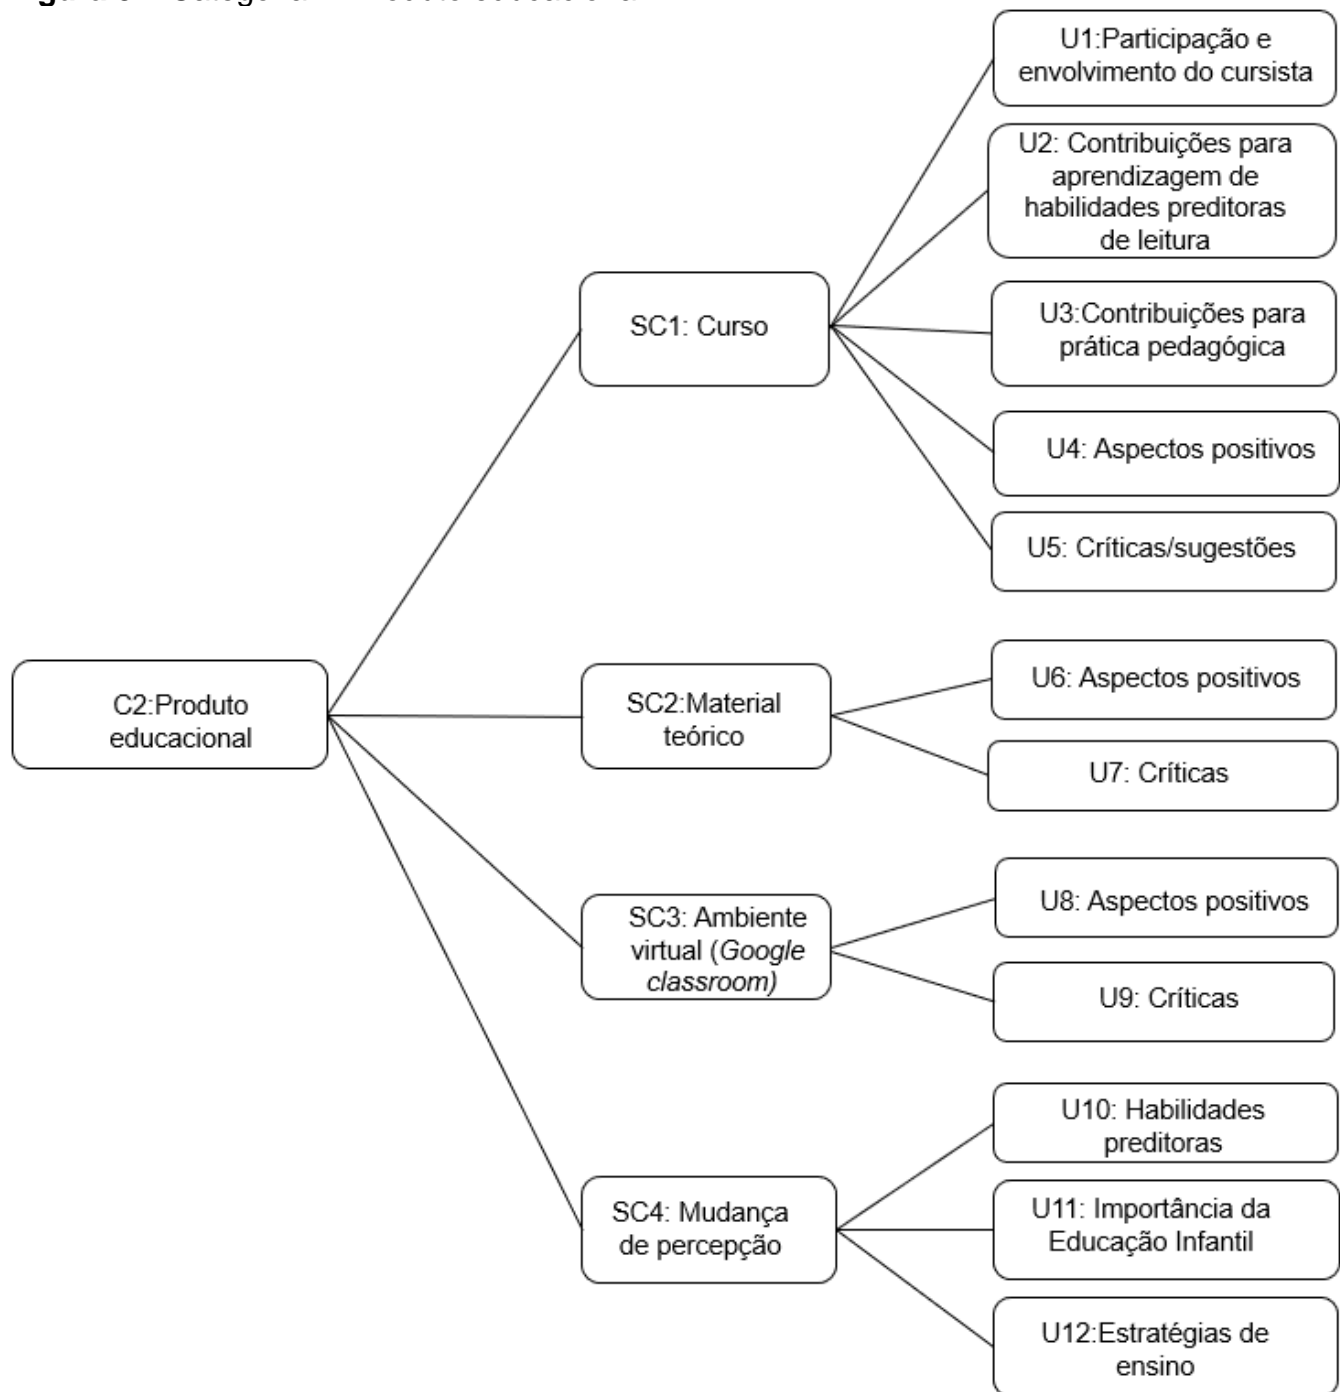 U1:Participação e
envolvimento do cursista
U2: Contribuições para
aprendizagem de
habilidades preditoras
de leitura
SC1: Curso
U3:Contribuições para
prática pedagógica
U4: Aspectos positivos
U5: Críticas/sugestões
C2:Produto
educacional
SC2:Material
teórico
U6: Aspectos positivos
U7: Críticas
SC3: Ambiente
virtual (Google
classroom)
U8: Aspectos positivos
U9: Críticas
SC4: Mudança
de percepção
U10: Habilidades
preditoras
U11: Importância da
Educação Infantil
U12:Estratégias de
ensino